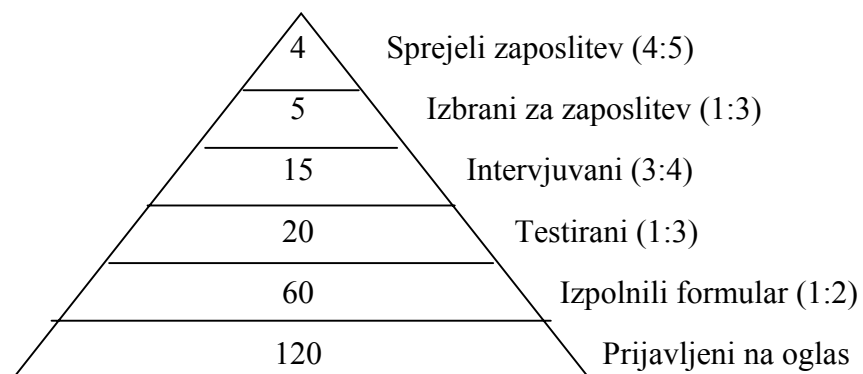 4 Sprejeli zaposlitev (4:5)
5 Izbrani za zaposlitev (1:3)
15 Intervjuvani (3:4)
20 Testirani (1:3)
60 Izpolnili formular (1:2)
120 Prijavljeni na oglas